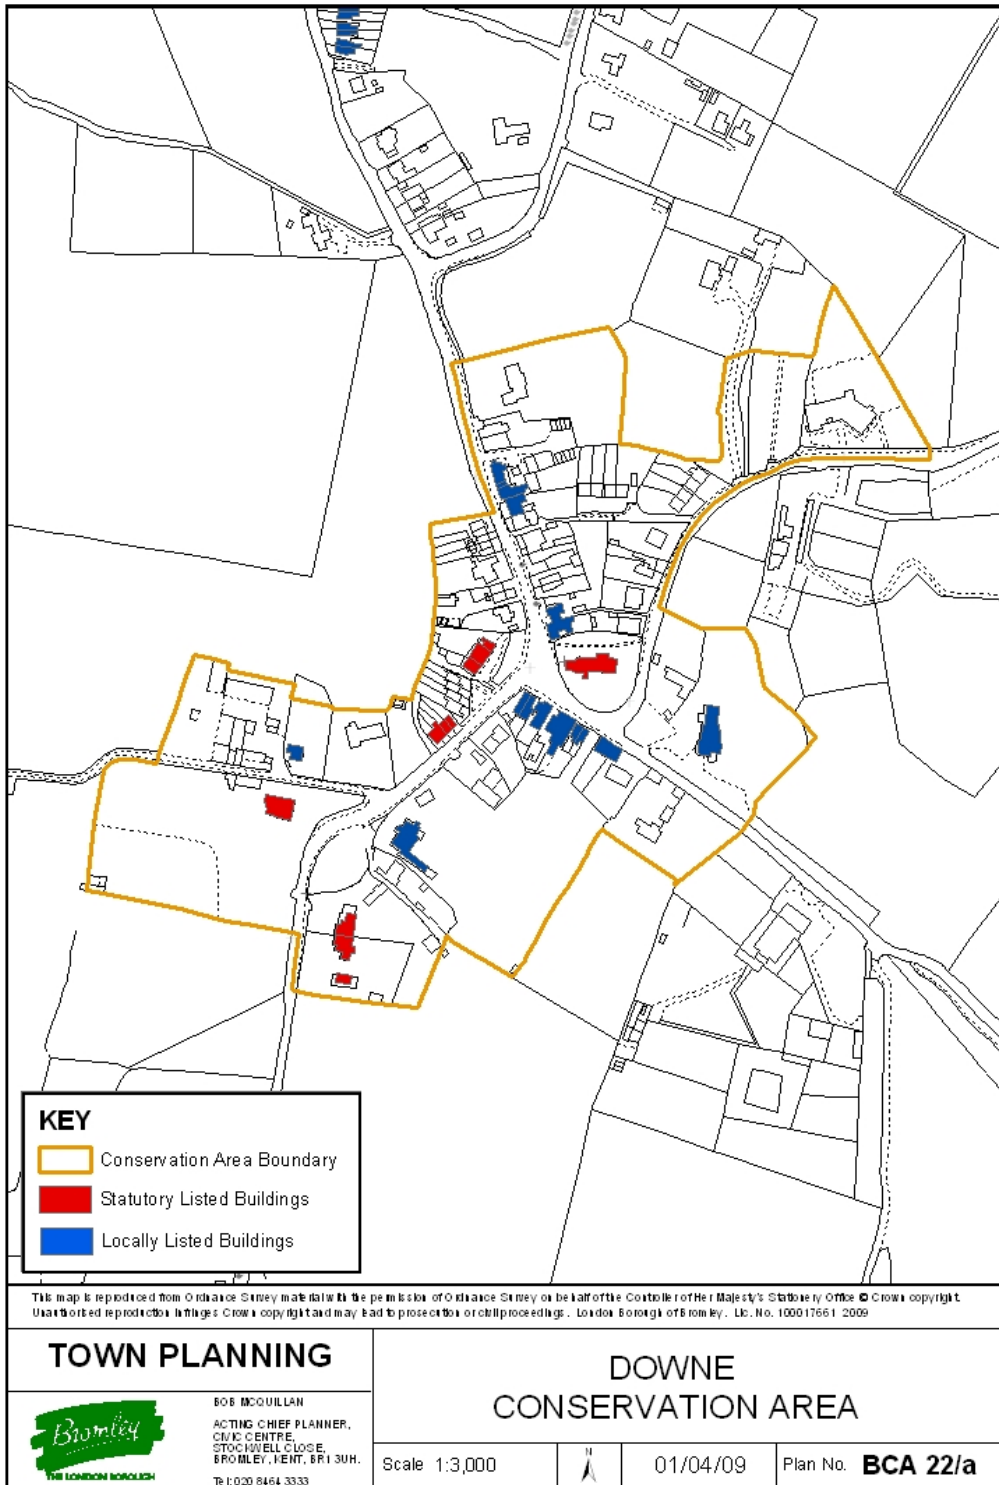 KEY
Conservation Area Boundary
Statutory Listed Buildings
Locally Listed Buildings
This map is reproduced from Ordnance Survey material with the permission of Ordnance Survey on behalf of the Controller of Her Majesty's Stationery Office © Crown copyright.
Unauthorised reproduction infringes Crown copyright and may lead to prosecution or civil proceedings. London Borough of Bromley. Lic. No. 100017661 2009
TOWN PLANNING
Bromley
THE LONDON BOROUGH
BOB MCQUILLAN
ACTING CHIEF PLANNER,
CIVIC CENTRE,
STOCKWELL CLOSE,
BROMLEY, KENT, BR1 3UH.
Tel: 020 8464 3333
DOWNE
CONSERVATION AREA
Scale 1:3,000
N
01/04/09
Plan No. BCA 22/a